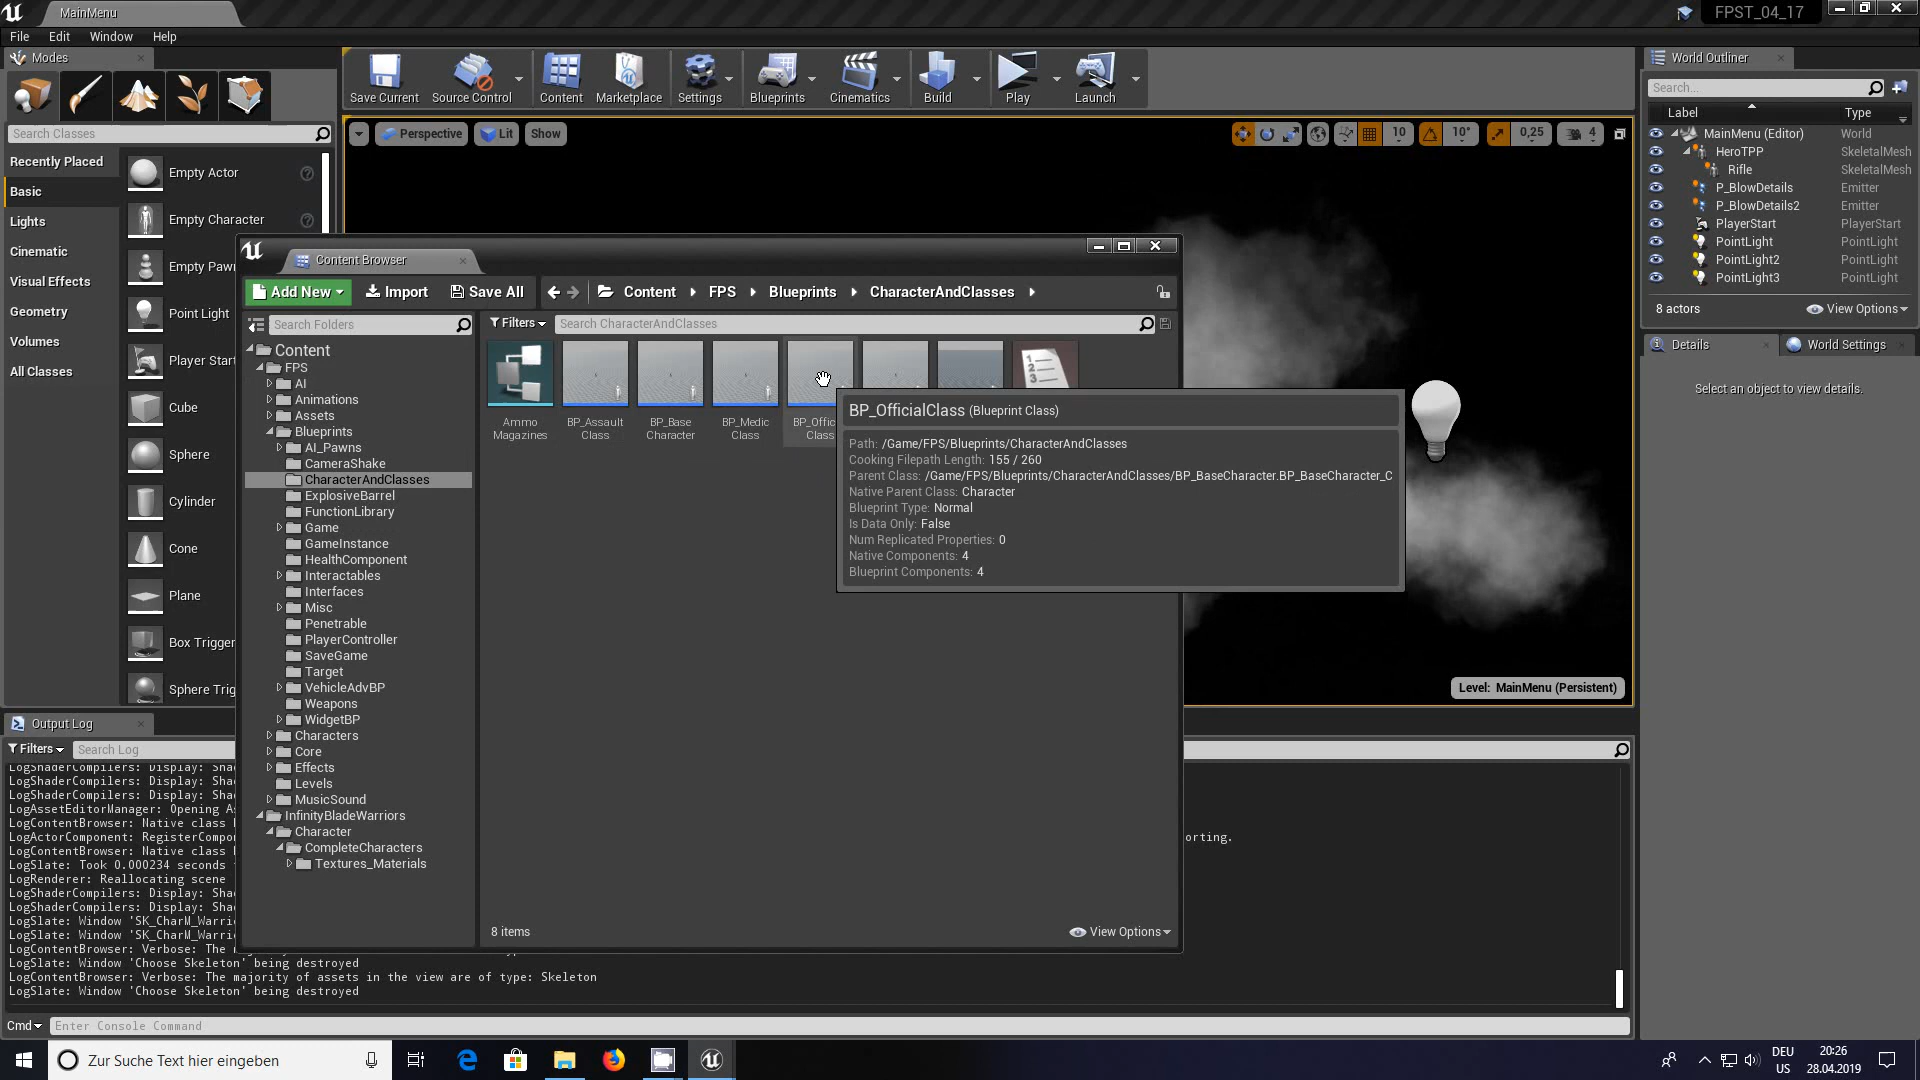 MainMenu
FPST_04_17
File Edit Window Help
Modes
Search Classes
Recently Placed
Basic
Lights
Cinematic
Visual Effects
Geometry
Volumes
All Classes
Empty Actor
Empty Character
Empty Pawn
Point Light
Player Start
Cube
Sphere
Cylinder
Cone
Plane
Box Trigger
Sphere Trig
Save Current
Source Control
Content
Marketplace
Settings
Blueprints
Cinematics
Build
Play
Launch
Perspective
Lit
Show
10
10°
0,25
4
Level: MainMenu (Persistent)
World Outliner
Search...
Label Type
MainMenu (Editor) World
HeroTPP SkeletalMesh
Rifle SkeletalMesh
P_BlowDetails Emitter
P_BlowDetails2 Emitter
PlayerStart PlayerStart
PointLight PointLight
PointLight2 PointLight
PointLight3 PointLight
8 actors
View Options
Details
World Settings
Select an object to view details.
Content Browser
Add New
Import
Save All
Content FPS Blueprints CharacterAndClasses
Search Folders
Filters
Search CharacterAndClasses
Content
FPS
AI
Animations
Assets
Blueprints
AI_Pawns
CameraShake
CharacterAndClasses
ExplosiveBarrel
FunctionLibrary
Game
GameInstance
HealthComponent
Interactables
Interfaces
Misc
Penetrable
PlayerController
SaveGame
Target
VehicleAdvBP
Weapons
WidgetBP
Characters
Core
Effects
Levels
MusicSound
InfinityBladeWarriors
Character
CompleteCharacters
Textures_Materials
1
2
3
Ammo
Magazines
BP_Assault
Class
BP_Base
Character
BP_Medic
Class
BP_Offic
Class
BP_OfficialClass (Blueprint Class)
Path: /Game/FPS/Blueprints/CharacterAndClasses
Cooking Filepath Length: 155 / 260
Parent Class: /Game/FPS/Blueprints/CharacterAndClasses/BP_BaseCharacter.BP_BaseCharacter_C
Native Parent Class: Character
Blueprint Type: Normal
Is Data Only: False
Num Replicated Properties: 0
Native Components: 4
Blueprint Components: 4
8 items
View Options
Output Log
Filters
Search Log
LogShaderCompilers: Display: Sha
LogShaderCompilers: Display: Sha
LogShaderCompilers: Display: Sha
LogAssetEditorManager: Opening A
LogContentBrowser: Native class
LogActorComponent: RegisterCompo
orting.
LogContentBrowser: Native class
LogSlate: Took 0.000234 seconds
LogRenderer: Reallocating scene
LogShaderCompilers: Display: Sha
LogShaderCompilers: Display: Sha
LogSlate: Window 'SK_CharM_Warri
LogSlate: Window 'SK_CharM_Warri
LogContentBrowser: Verbose: The
LogSlate: Window 'Choose Skeleton' being destroyed
LogContentBrowser: Verbose: The majority of assets in the view are of type: Skeleton
LogSlate: Window 'Choose Skeleton' being destroyed
Cmd
Enter Console Command
Zur Suche Text hier eingeben
DEU
US
20:26
28.04.2019